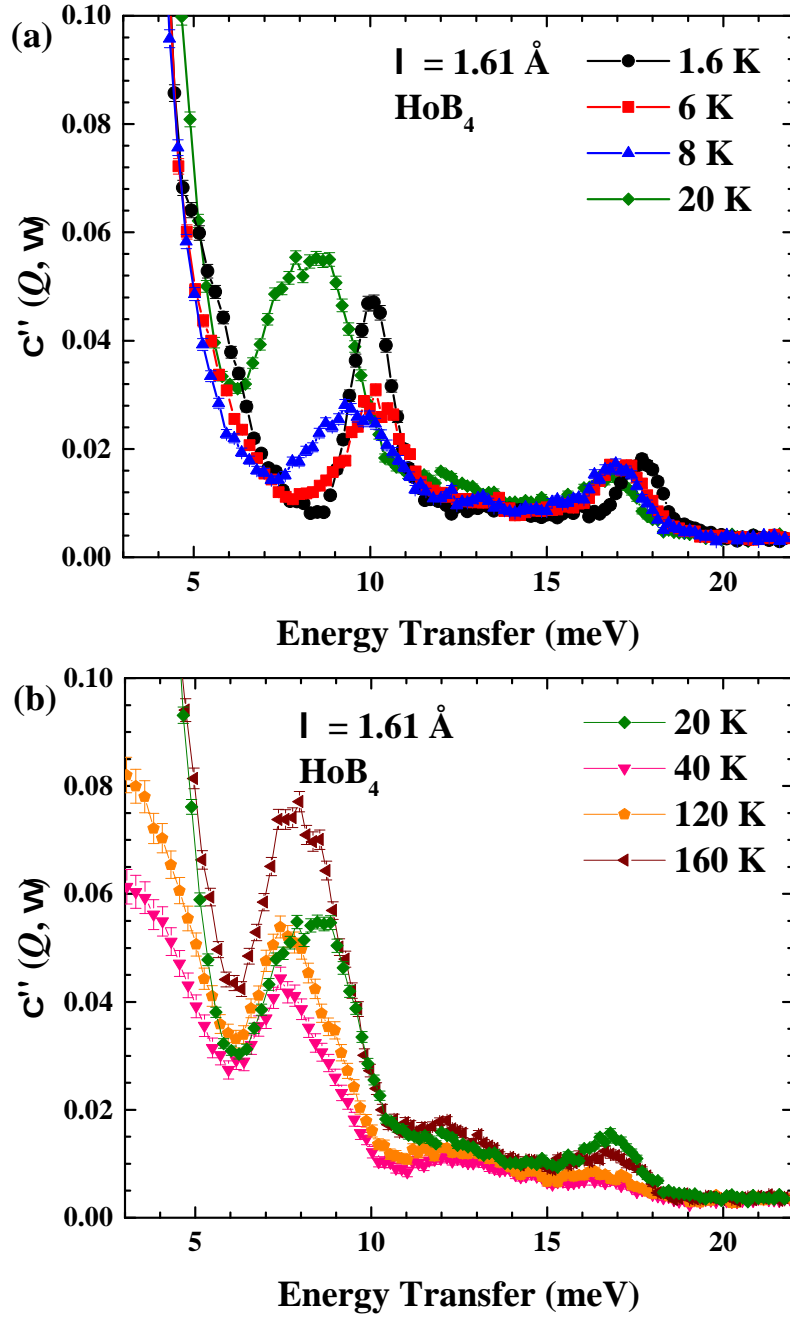 (a)
l = 1.61 Å
HoB4
1.6 K
6 K
8 K
20 K
c'' (Q, w)
0.10
0.08
0.06
0.04
0.02
0.00
5 10 15 20
Energy Transfer (meV)
(b)
l = 1.61 Å
HoB4
20 K
40 K
120 K
160 K
c'' (Q, w)
0.10
0.08
0.06
0.04
0.02
0.00
5 10 15 20
Energy Transfer (meV)